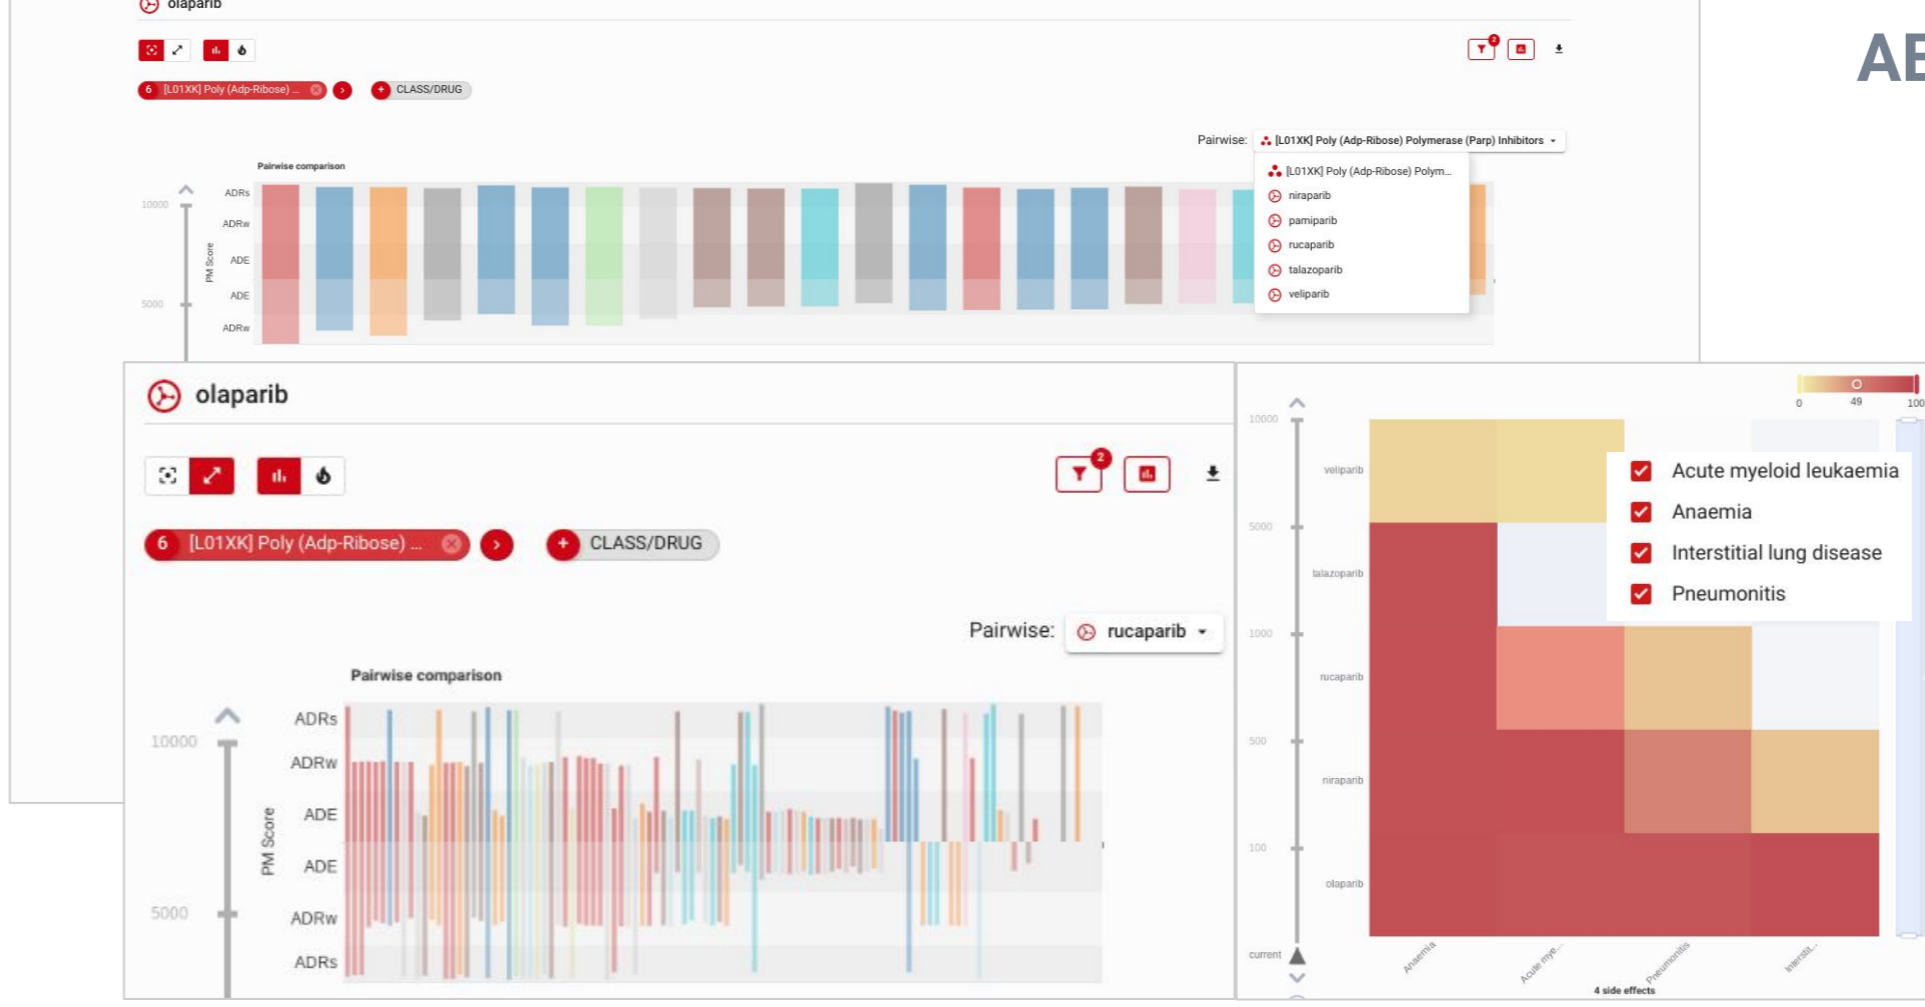 olaparib
AE
2
6 [L01XK] Poly (Adp-Ribose) ... + CLASS/DRUG
Pairwise: [L01XK] Poly (Adp-Ribose) Polymerase (Parp) Inhibitors
[L01XK] Poly (Adp-Ribose) Polym...
niraparib
pamiparib
rucaparib
talazoparib
veliparib
Pairwise comparison
10000
5000
PM Score
ADRs
ADRw
ADE
ADE
ADRw
olaparib
2
6 [L01XK] Poly (Adp-Ribose) ... + CLASS/DRUG
Pairwise: rucaparib
Pairwise comparison
10000
5000
PM Score
ADRs
ADRw
ADE
ADE
ADRw
ADRs
0 49 100
10000
5000
1000
500
100
current
veliparib
talazoparib
rucaparib
niraparib
olaparib
Acute myeloid leukaemia
Anaemia
Interstitial lung disease
Pneumonitis
Anaemia
Acute mye...
Pneumonitis
Interstit...
4 side effects